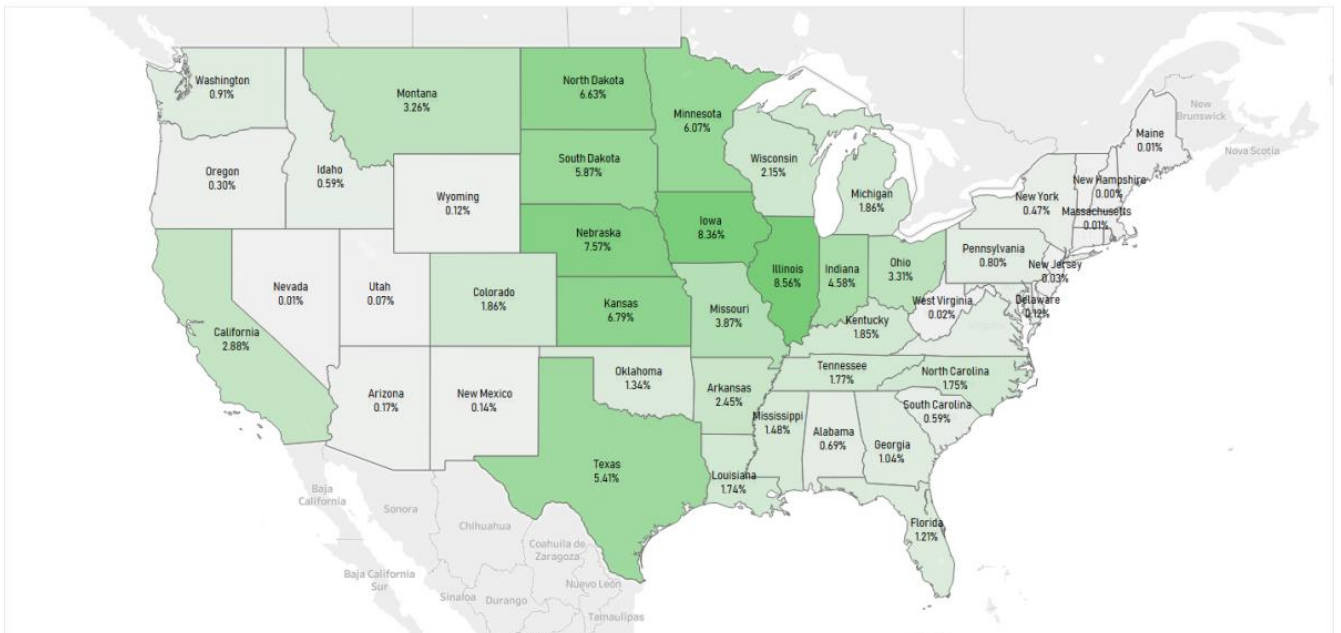 Washington
0.91%
Montana
3.26%
North Dakota
6.63%
Minnesota
6.07%
Maine
0.01%
New
Brunswick
Nova Scotia
Oregon
0.30%
Idaho
0.59%
South Dakota
5.87%
Wisconsin
2.15%
Michigan
1.86%
New York
0.47%
New Hampshire
0.00%
Massachusetts
0.01%
Wyoming
0.12%
Iowa
8.36%
Nebraska
7.57%
Illinois
8.56%
Indiana
4.58%
Ohio
3.31%
Pennsylvania
0.80%
New Jersey
0.03%
Nevada
0.01%
Utah
0.07%
Colorado
1.86%
Kansas
6.79%
Missouri
3.87%
West Virginia
0.02%
Delaware
0.12%
Kentucky
1.85%
Virginia
California
2.88%
Arizona
0.17%
New Mexico
0.14%
Oklahoma
1.34%
Arkansas
2.45%
Tennessee
1.77%
North Carolina
1.75%
South Carolina
0.59%
Mississippi
1.48%
Alabama
0.69%
Georgia
1.04%
Texas
5.41%
Louisiana
1.74%
Florida
1.21%
Baja
California
Sonora
Chihuahua
Coahuila de
Zaragoza
Baja California
Sur
Sinaloa
Durango
Nuevo León
Tamaulipas